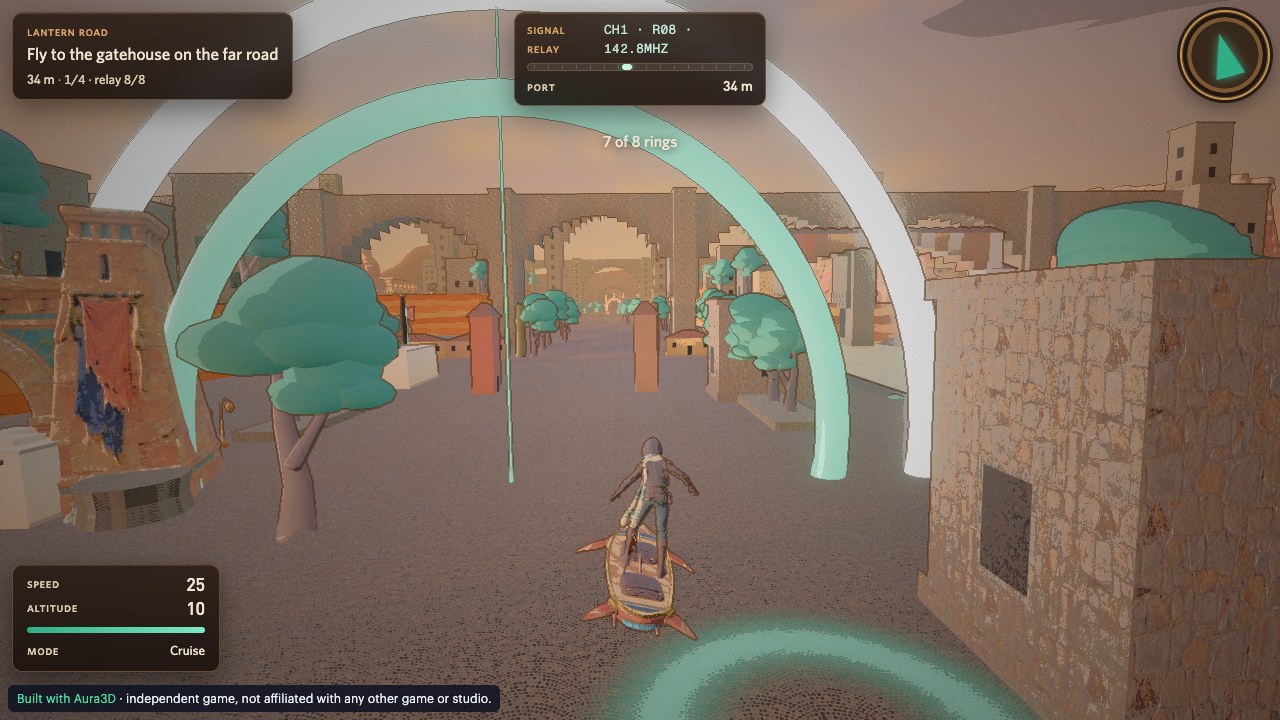 LANTERN ROAD
Fly to the gatehouse on the far road
34 m · 1/4 · relay 8/8
SIGNAL RELAY
CH1 · R08 · 142.8MHZ
PORT 34 m
7 of 8 rings
SPEED 25
ALTITUDE 10
MODE Cruise
Built with Aura3D · independent game, not affiliated with any other game or studio.